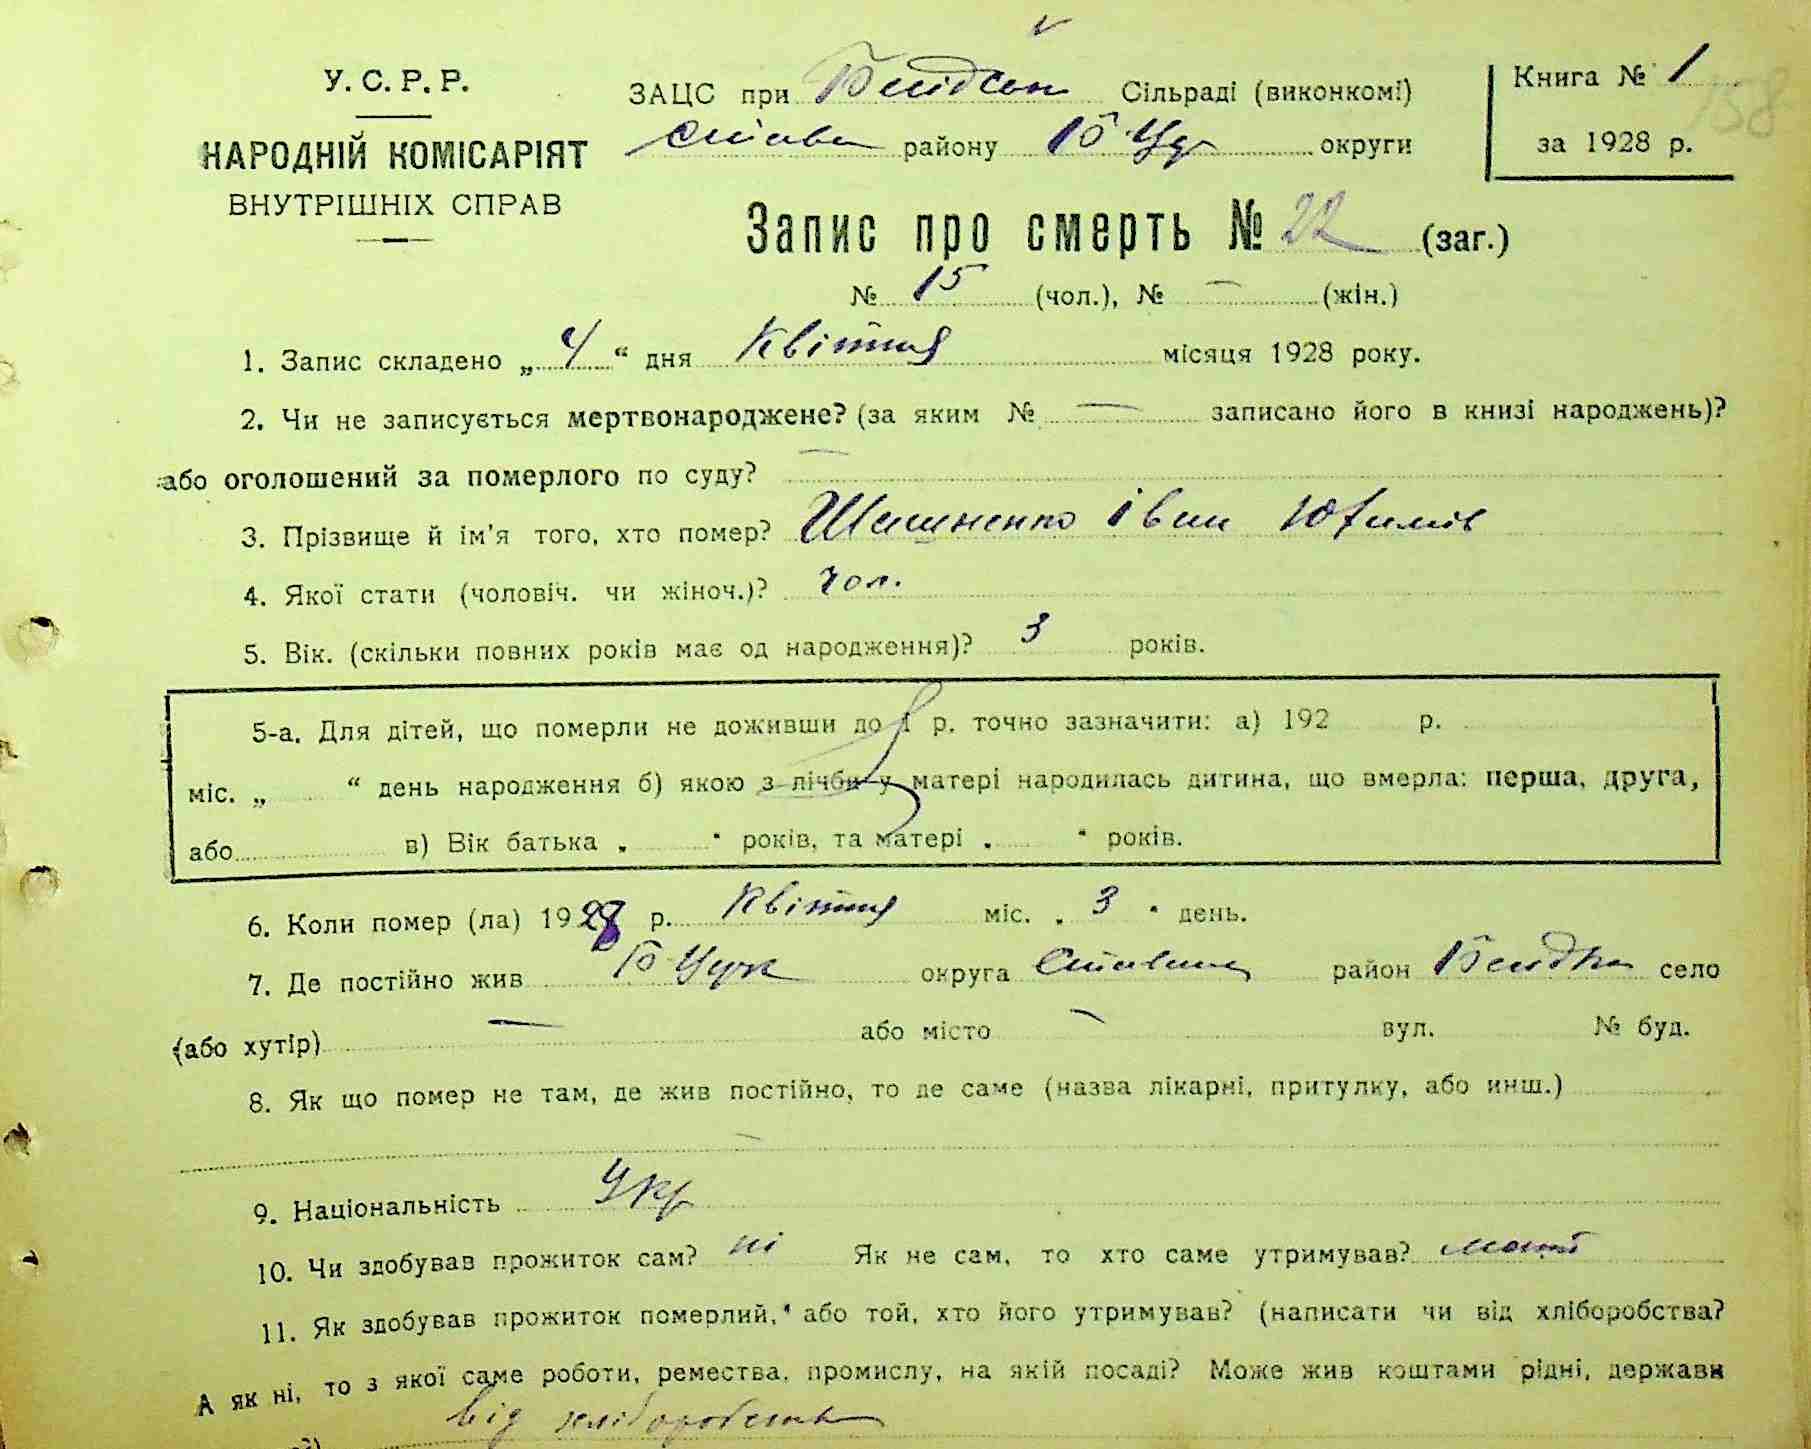 У. С. Р. Р.
НАРОДНІЙ КОМІСАРІЯТ
ВНУТРІШНІХ СПРАВ
ЗАЦС при Сільраді (виконкомі)
району округи
Книга № 1
за 1928 р.
158
Запис про смерть № 22 (заг.)
№ 15 (чол.), № — (жін.)
1. Запис складено „ 4 “ дня Квітня місяця 1928 року.
2. Чи не записується мертвонароджене? (за яким № — записано його в книзі народжень)?
або оголошений за померлого по суду? —
3. Прізвище й ім'я того, хто помер? Іван Юхимів
4. Якої стати (чоловіч. чи жіноч.)? чол.
5. Вік. (скільки повних років має од народження)? 3 років.
5-а. Для дітей, що померли не доживши до 1 р. точно зазначити: а) 192 р.
міс. „ “ день народження б) якою з лічби у матері народилась дитина, що вмерла: перша, друга,
або в) Вік батька „ “ років, та матері „ “ років.
6. Коли помер (ла) 1928 р. Квітня міс. „ 3 “ день.
7. Де постійно жив округа район село
(або хутір) — або місто — вул. № буд.
8. Як що помер не там, де жив постійно, то де саме (назва лікарні, притулку, або инш.)
—
9. Національність Укр
10. Чи здобував прожиток сам? ні Як не сам, то хто саме утримував?
11. Як здобував прожиток померлий, або той, хто його утримував? (написати чи від хліборобства?
А як ні, то з якої саме роботи, ремества, промислу, на якій посаді? Може жив коштами рідні, держави
від хліборобства